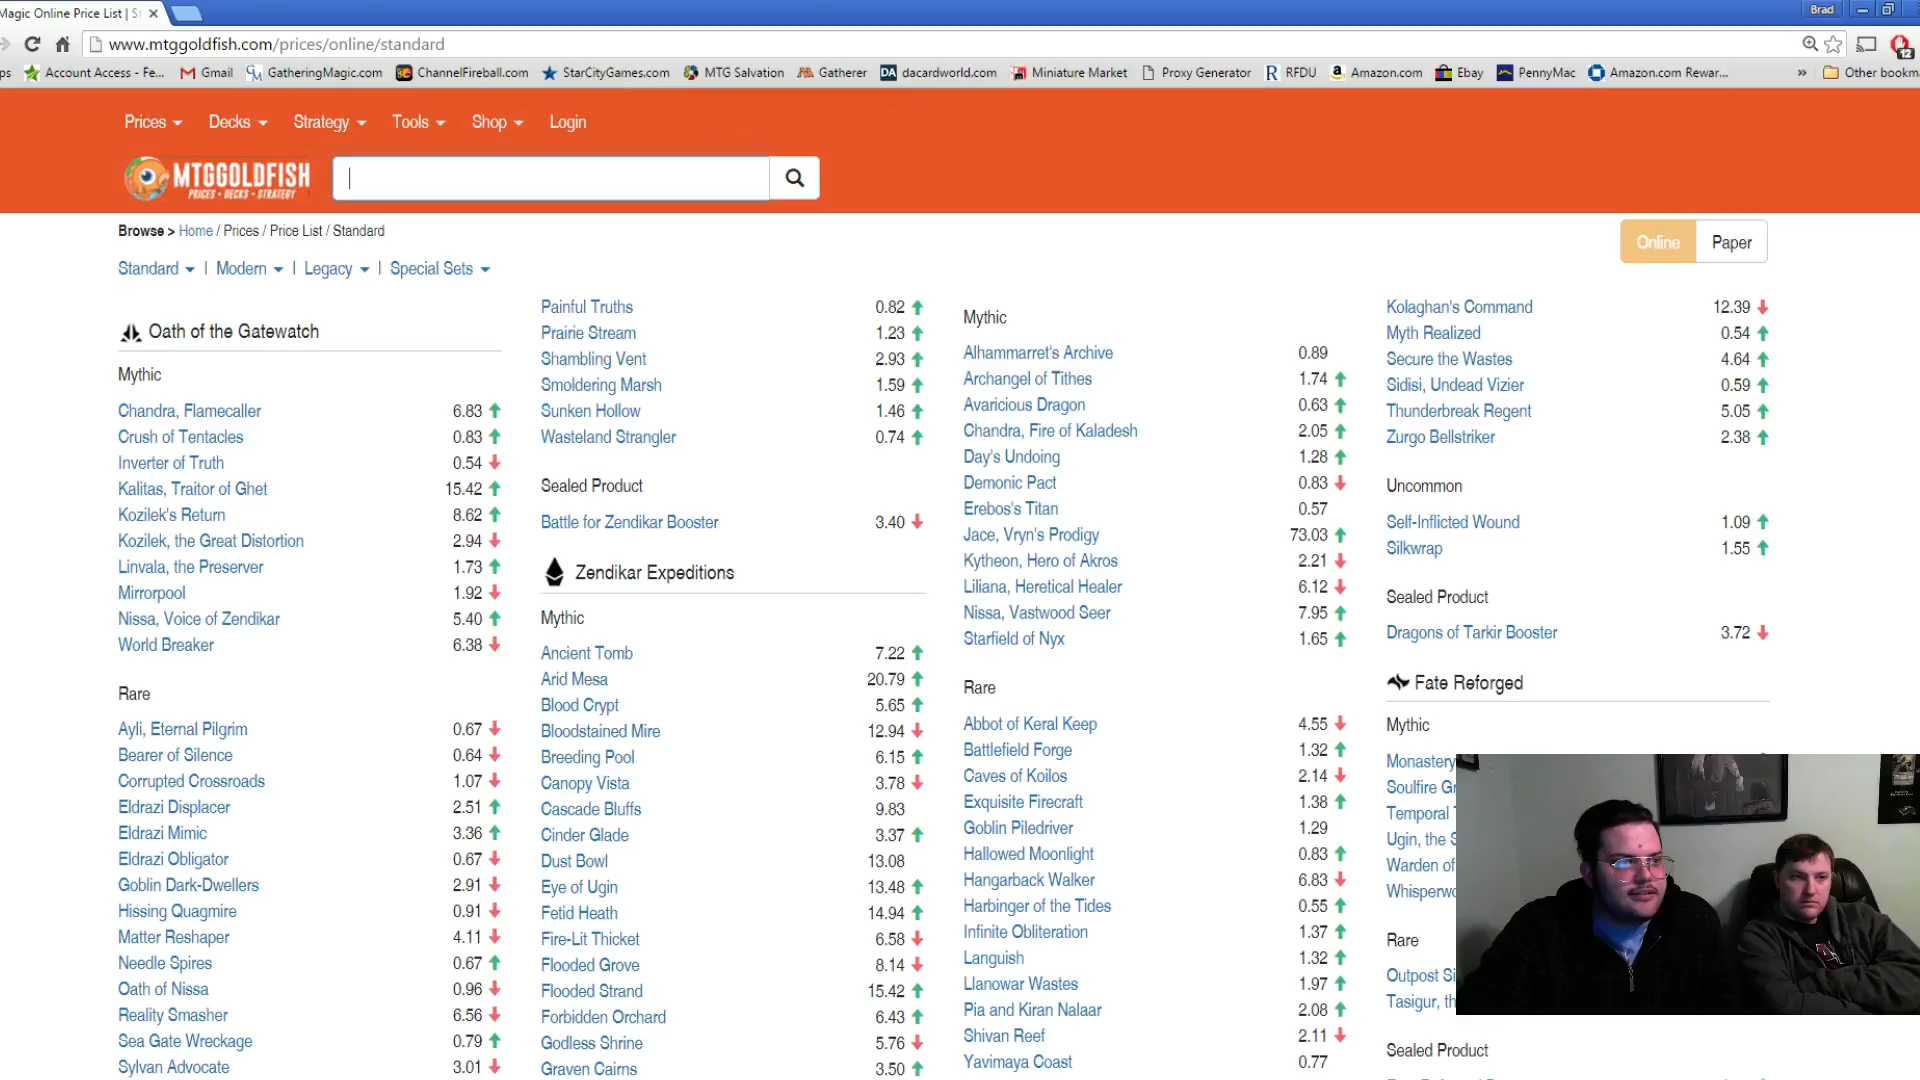 Magic Online Price List | S
Brad
www.mtggoldfish.com/prices/online/standard
12
ps
Account Access - Fe...
Gmail
GatheringMagic.com
ChannelFireball.com
StarCityGames.com
MTG Salvation
Gatherer
DA dacardworld.com
Miniature Market
Proxy Generator
R RFDU
Amazon.com
Ebay
PennyMac
Amazon.com Rewar...
»
Other bookm
Prices
Decks
Strategy
Tools
Shop
Login
MTGGOLDFISH
PRICES • DECKS • STRATEGY
Browse > Home / Prices / Price List / Standard
Online
Paper
Standard | Modern | Legacy | Special Sets
Oath of the Gatewatch
Mythic
Chandra, Flamecaller 6.83
Crush of Tentacles 0.83
Inverter of Truth 0.54
Kalitas, Traitor of Ghet 15.42
Kozilek's Return 8.62
Kozilek, the Great Distortion 2.94
Linvala, the Preserver 1.73
Mirrorpool 1.92
Nissa, Voice of Zendikar 5.40
World Breaker 6.38
Rare
Ayli, Eternal Pilgrim 0.67
Bearer of Silence 0.64
Corrupted Crossroads 1.07
Eldrazi Displacer 2.51
Eldrazi Mimic 3.36
Eldrazi Obligator 0.67
Goblin Dark-Dwellers 2.91
Hissing Quagmire 0.91
Matter Reshaper 4.11
Needle Spires 0.67
Oath of Nissa 0.96
Reality Smasher 6.56
Sea Gate Wreckage 0.79
Sylvan Advocate 3.01
Painful Truths 0.82
Prairie Stream 1.23
Shambling Vent 2.93
Smoldering Marsh 1.59
Sunken Hollow 1.46
Wasteland Strangler 0.74
Sealed Product
Battle for Zendikar Booster 3.40
Zendikar Expeditions
Mythic
Ancient Tomb 7.22
Arid Mesa 20.79
Blood Crypt 5.65
Bloodstained Mire 12.94
Breeding Pool 6.15
Canopy Vista 3.78
Cascade Bluffs 9.83
Cinder Glade 3.37
Dust Bowl 13.08
Eye of Ugin 13.48
Fetid Heath 14.94
Fire-Lit Thicket 6.58
Flooded Grove 8.14
Flooded Strand 15.42
Forbidden Orchard 6.43
Godless Shrine 5.76
Graven Cairns 3.50
Mythic
Alhammarret's Archive 0.89
Archangel of Tithes 1.74
Avaricious Dragon 0.63
Chandra, Fire of Kaladesh 2.05
Day's Undoing 1.28
Demonic Pact 0.83
Erebos's Titan 0.57
Jace, Vryn's Prodigy 73.03
Kytheon, Hero of Akros 2.21
Liliana, Heretical Healer 6.12
Nissa, Vastwood Seer 7.95
Starfield of Nyx 1.65
Rare
Abbot of Keral Keep 4.55
Battlefield Forge 1.32
Caves of Koilos 2.14
Exquisite Firecraft 1.38
Goblin Piledriver 1.29
Hallowed Moonlight 0.83
Hangarback Walker 6.83
Harbinger of the Tides 0.55
Infinite Obliteration 1.37
Languish 1.32
Llanowar Wastes 1.97
Pia and Kiran Nalaar 2.08
Shivan Reef 2.11
Yavimaya Coast 0.77
Kolaghan's Command 12.39
Myth Realized 0.54
Secure the Wastes 4.64
Sidisi, Undead Vizier 0.59
Thunderbreak Regent 5.05
Zurgo Bellstriker 2.38
Uncommon
Self-Inflicted Wound 1.09
Silkwrap 1.55
Sealed Product
Dragons of Tarkir Booster 3.72
Fate Reforged
Mythic
Monastery
Soulfire Gr
Temporal T
Ugin, the S
Warden of
Whisperwo
Rare
Outpost Si
Tasigur, th
Sealed Product